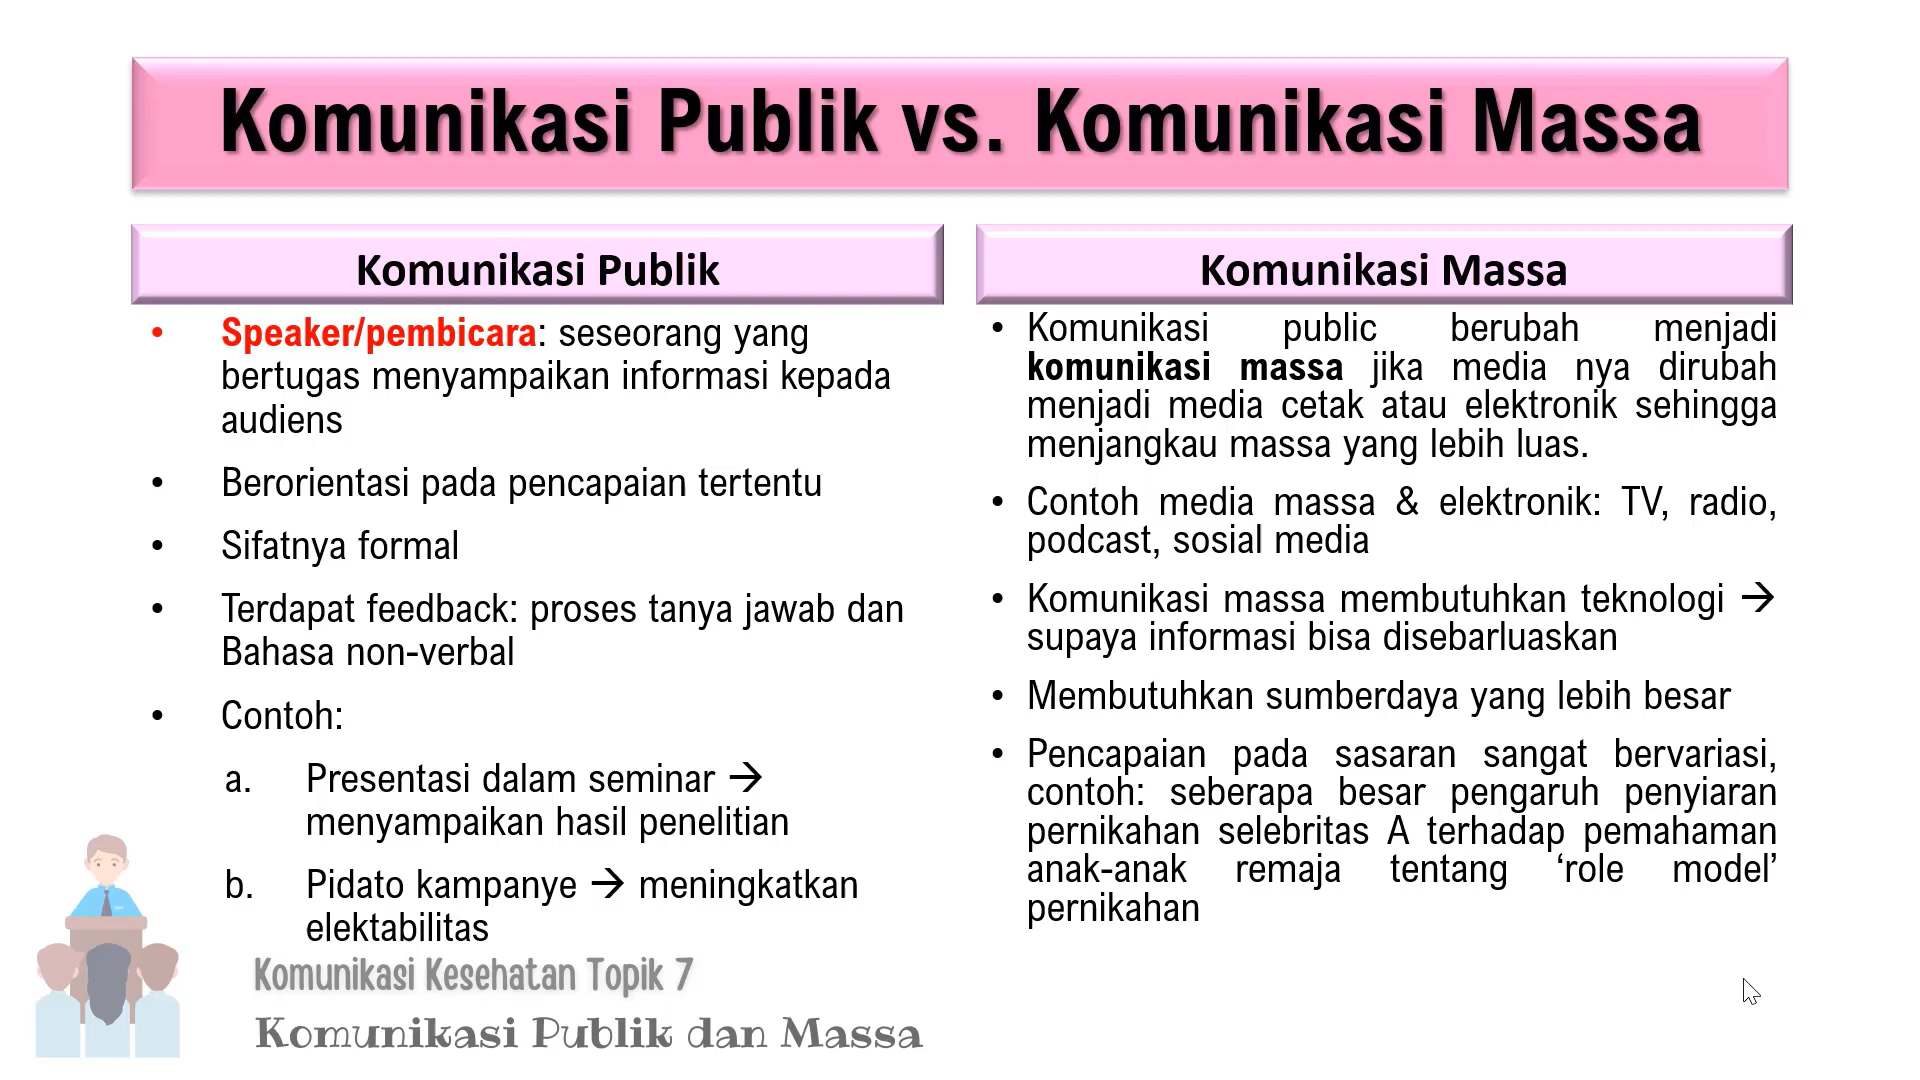 Komunikasi Publik vs. Komunikasi Massa
Komunikasi Publik
• Speaker/pembicara: seseorang yang
bertugas menyampaikan informasi kepada
audiens
• Berorientasi pada pencapaian tertentu
• Sifatnya formal
• Terdapat feedback: proses tanya jawab dan
Bahasa non-verbal
• Contoh:
a. Presentasi dalam seminar →
menyampaikan hasil penelitian
b. Pidato kampanye → meningkatkan
elektabilitas
Komunikasi Massa
• Komunikasi public berubah menjadi
komunikasi massa jika media nya dirubah
menjadi media cetak atau elektronik sehingga
menjangkau massa yang lebih luas.
• Contoh media massa & elektronik: TV, radio,
podcast, sosial media
• Komunikasi massa membutuhkan teknologi →
supaya informasi bisa disebarluaskan
• Membutuhkan sumberdaya yang lebih besar
• Pencapaian pada sasaran sangat bervariasi,
contoh: seberapa besar pengaruh penyiaran
pernikahan selebritas A terhadap pemahaman
anak-anak remaja tentang ‘role model’
pernikahan
Komunikasi Kesehatan Topik 7
Komunikasi Publik dan Massa